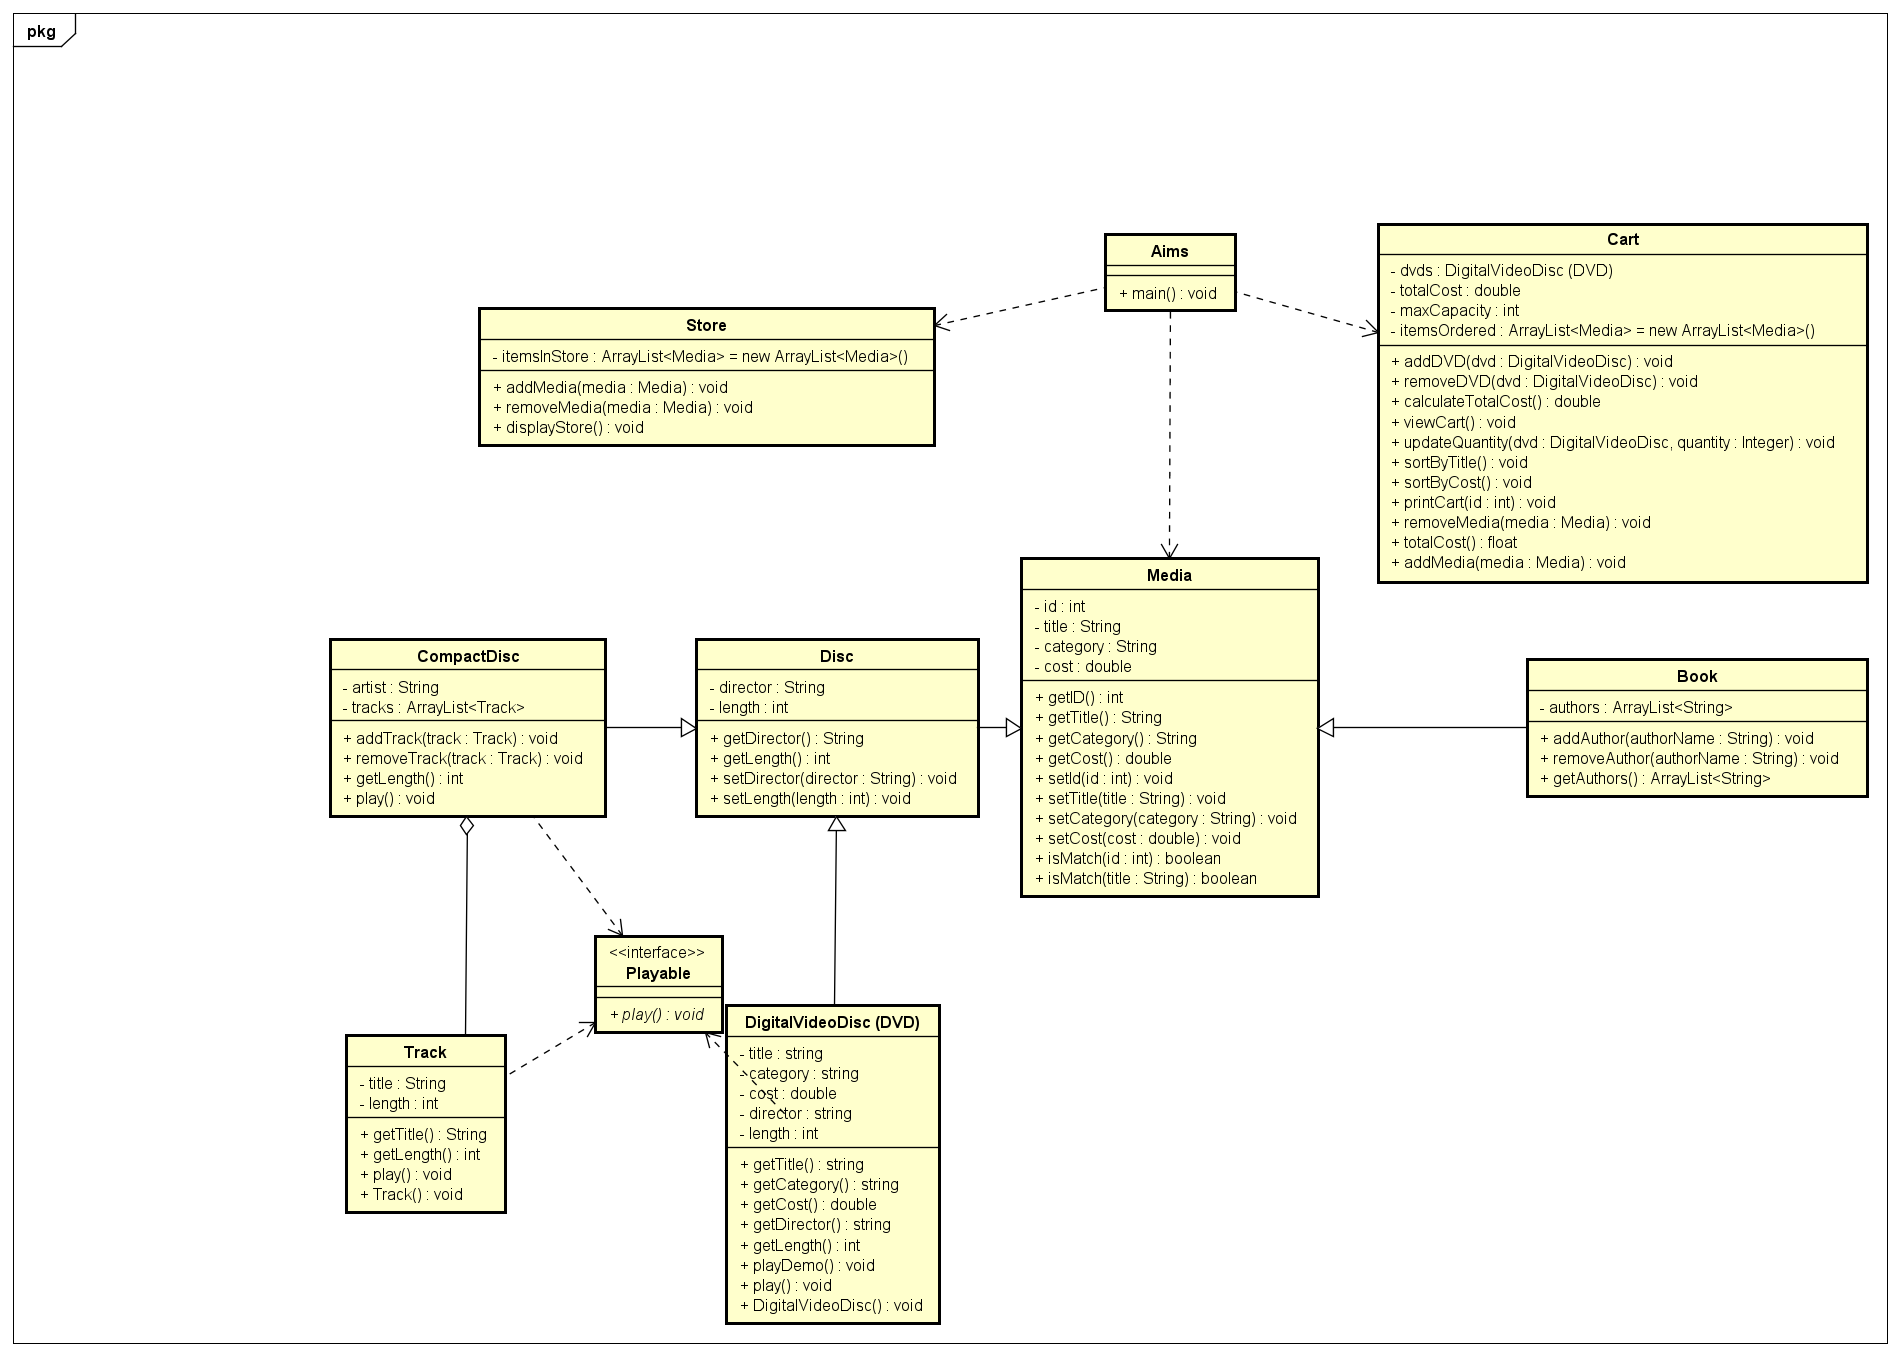 pkg
Aims
+ main() : void
Cart
- dvds : DigitalVideoDisc (DVD)
- totalCost : double
- maxCapacity : int
- itemsOrdered : ArrayList<Media> = new ArrayList<Media>()
+ addDVD(dvd : DigitalVideoDisc) : void
+ removeDVD(dvd : DigitalVideoDisc) : void
+ calculateTotalCost() : double
+ viewCart() : void
+ updateQuantity(dvd : DigitalVideoDisc, quantity : Integer) : void
+ sortByTitle() : void
+ sortByCost() : void
+ printCart(id : int) : void
+ removeMedia(media : Media) : void
+ totalCost() : float
+ addMedia(media : Media) : void
Store
- itemsInStore : ArrayList<Media> = new ArrayList<Media>()
+ addMedia(media : Media) : void
+ removeMedia(media : Media) : void
+ displayStore() : void
Media
- id : int
- title : String
- category : String
- cost : double
+ getID() : int
+ getTitle() : String
+ getCategory() : String
+ getCost() : double
+ setId(id : int) : void
+ setTitle(title : String) : void
+ setCategory(category : String) : void
+ setCost(cost : double) : void
+ isMatch(id : int) : boolean
+ isMatch(title : String) : boolean
CompactDisc
- artist : String
- tracks : ArrayList<Track>
+ addTrack(track : Track) : void
+ removeTrack(track : Track) : void
+ getLength() : int
+ play() : void
Disc
- director : String
- length : int
+ getDirector() : String
+ getLength() : int
+ setDirector(director : String) : void
+ setLength(length : int) : void
Book
- authors : ArrayList<String>
+ addAuthor(authorName : String) : void
+ removeAuthor(authorName : String) : void
+ getAuthors() : ArrayList<String>
<<interface>>
Playable
+ play() : void
Track
- title : String
- length : int
+ getTitle() : String
+ getLength() : int
+ play() : void
+ Track() : void
DigitalVideoDisc (DVD)
- title : string
- category : string
- cost : double
- director : string
- length : int
+ getTitle() : string
+ getCategory() : string
+ getCost() : double
+ getDirector() : string
+ getLength() : int
+ playDemo() : void
+ play() : void
+ DigitalVideoDisc() : void